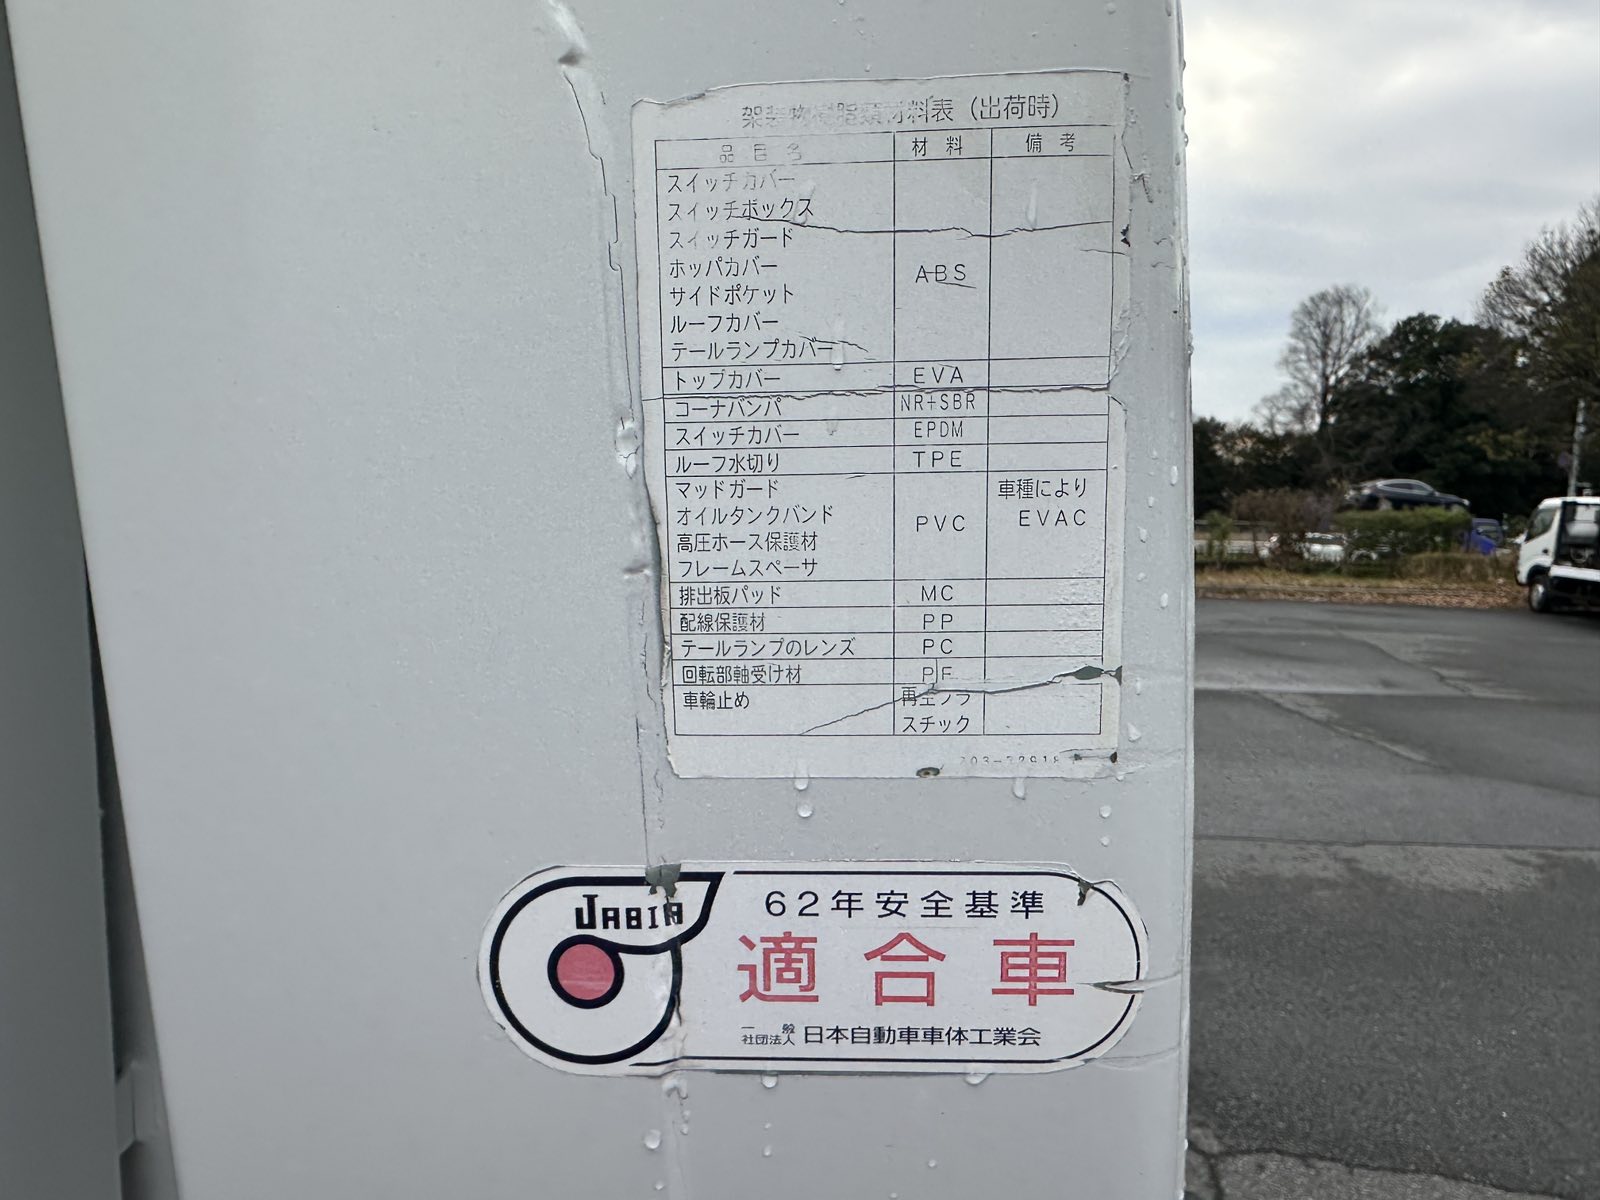 架装物樹脂類材料表（出荷時）
品目名 材料 備考
スイッチカバー
スイッチボックス
スイッチガード
ホッパカバー ABS
サイドポケット
ルーフカバー
テールランプカバー
トップカバー EVA
コーナバンパ NR+SBR
スイッチカバー EPDM
ルーフ水切り TPE
マッドガード 車種により
オイルタンクバンド PVC EVAC
高圧ホース保護材
フレームスペーサ
排出板パッド MC
配線保護材 PP
テールランプのレンズ PC
回転部軸受け材
車輪止め 再生プラ
スチック
JABIA
62年安全基準
適合車
一般社団法人 日本自動車車体工業会